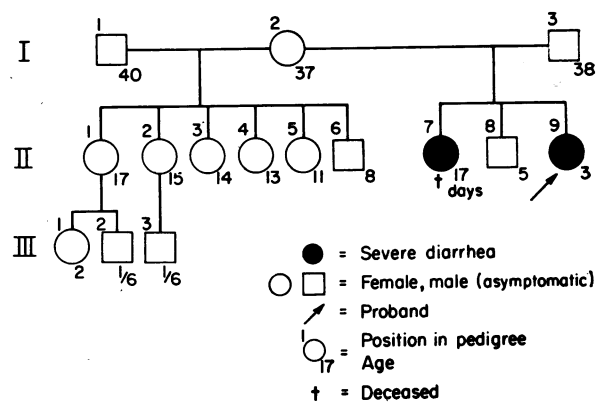 1 2 3
I
40 37 38
1 2 3 4 5 6 7 8 9
II
17 15 14 13 11 8 † 17 days 5 3
1 2 3
III
2 1/6 1/6
= Severe diarrhea
= Female, male (asymptomatic)
= Proband
1 17 = Position in pedigree
Age
† = Deceased